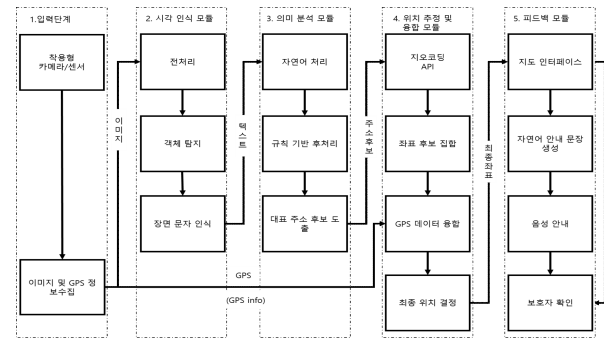 1.입력단계
착용형
카메라/센서
이미지 및 GPS 정
보수집
이미지
2. 시각 인식 모듈
전처리
객체 탐지
장면 문자 인식
텍스트
3. 의미 분석 모듈
자연어 처리
규칙 기반 후처리
대표 주소 후보 도
출
주소후보
GPS
(GPS info)
4. 위치 추정 및
융합 모듈
지오코딩
API
좌표 후보 집합
GPS 데이터 융합
최종 위치 결정
최종좌표
5. 피드백 모듈
지도 인터페이스
자연어 안내 문장
생성
음성 안내
보호자 확인